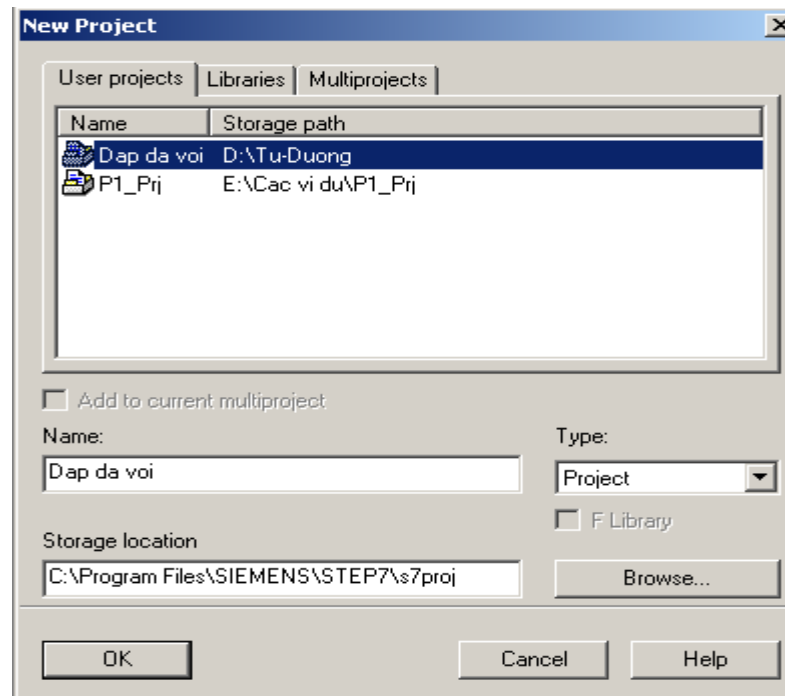 New Project
User projects Libraries Multiprojects
Name Storage path
Dap da voi D:\Tu-Duong
P1_Prj E:\Cac vi du\P1_Prj
Add to current multiproject
Name: Type:
Dap da voi Project
F Library
Storage location
C:\Program Files\SIEMENS\STEP7\s7proj Browse...
OK Cancel Help